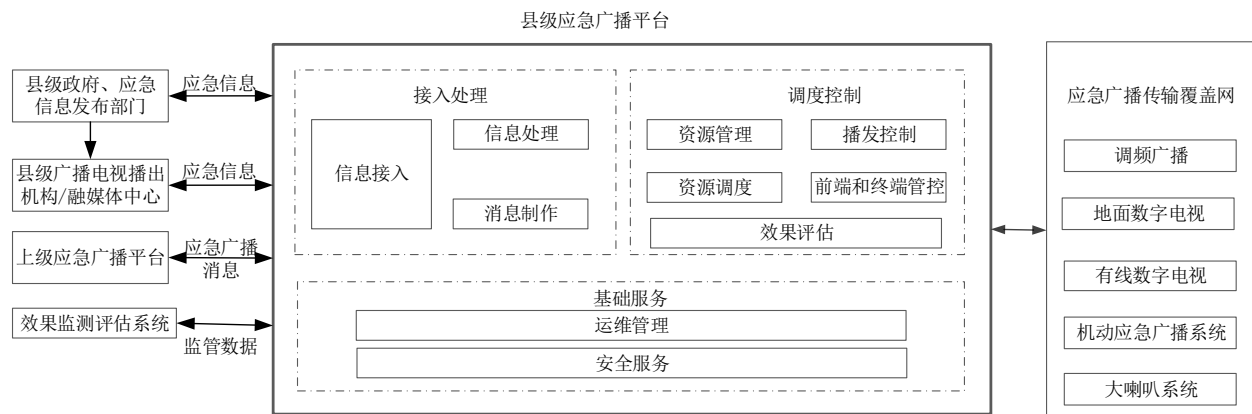 县级应急广播平台
县级政府、应急
信息发布部门
应急信息
县级广播电视播出
机构/融媒体中心
应急信息
上级应急广播平台
应急广播
消息
效果监测评估系统
监管数据
接入处理
信息接入
信息处理
消息制作
调度控制
资源管理
播发控制
资源调度
前端和终端管控
效果评估
基础服务
运维管理
安全服务
应急广播传输覆盖网
调频广播
地面数字电视
有线数字电视
机动应急广播系统
大喇叭系统